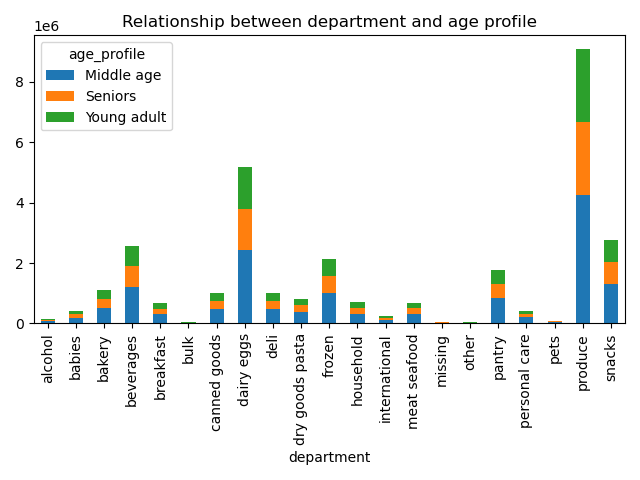 Relationship between department and age profile
1e6
age_profile
Middle age
Seniors
Young adult
8
6
4
2
0
alcohol
babies
bakery
beverages
breakfast
bulk
canned goods
dairy eggs
deli
dry goods pasta
frozen
household
international
meat seafood
missing
other
pantry
personal care
pets
produce
snacks
department